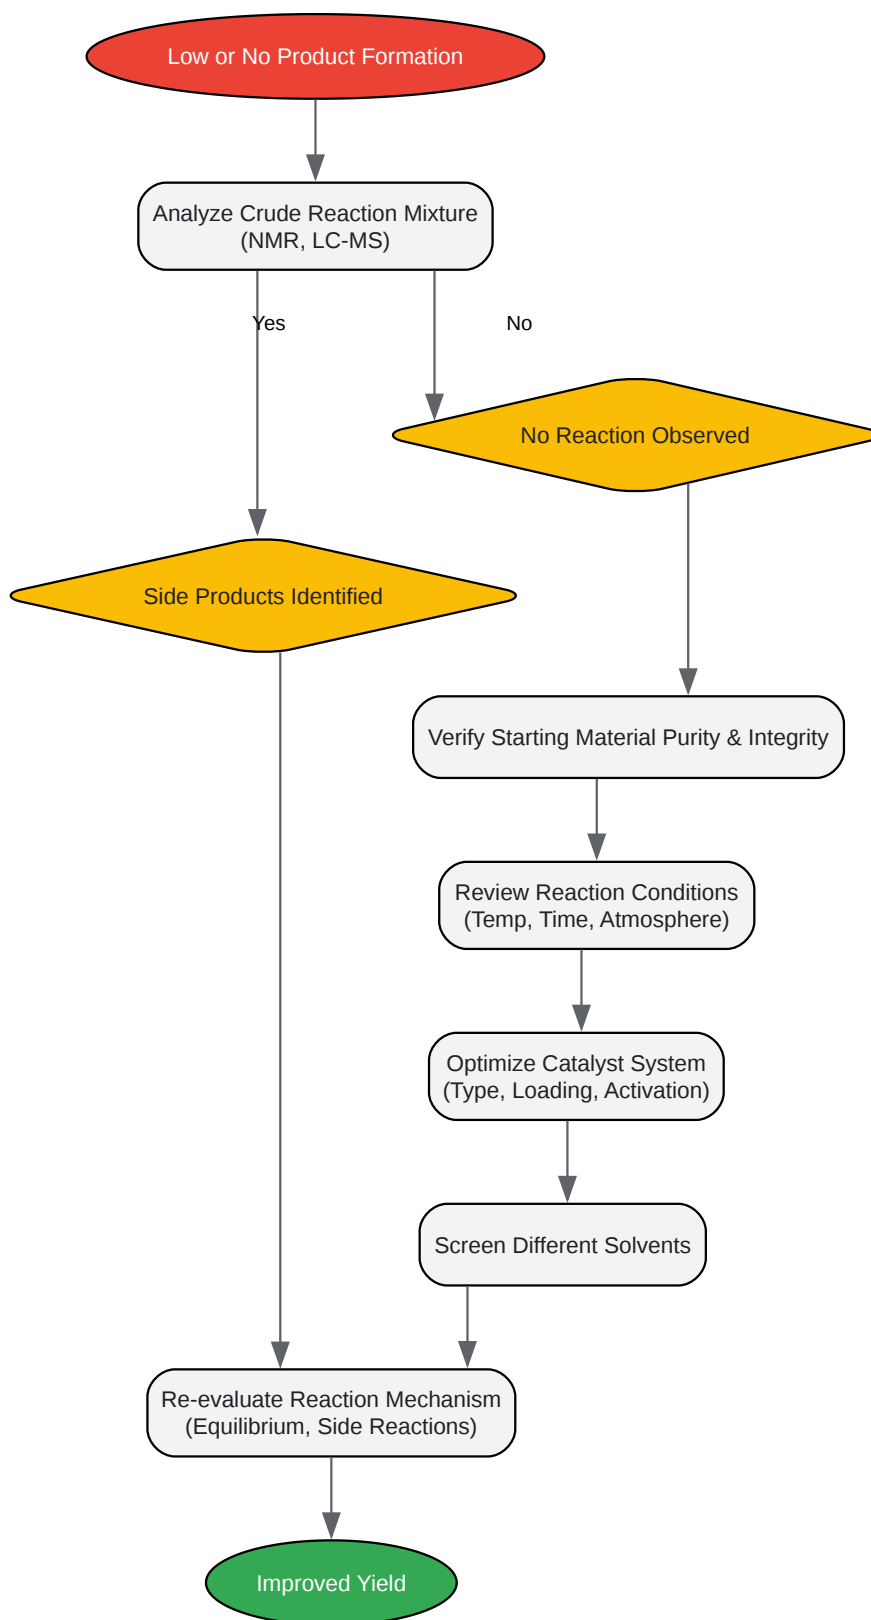 Low or No Product Formation
Analyze Crude Reaction Mixture
(NMR, LC-MS)
Yes
No
No Reaction Observed
Side Products Identified
Verify Starting Material Purity & Integrity
Review Reaction Conditions
(Temp, Time, Atmosphere)
Optimize Catalyst System
(Type, Loading, Activation)
Screen Different Solvents
Re-evaluate Reaction Mechanism
(Equilibrium, Side Reactions)
Improved Yield